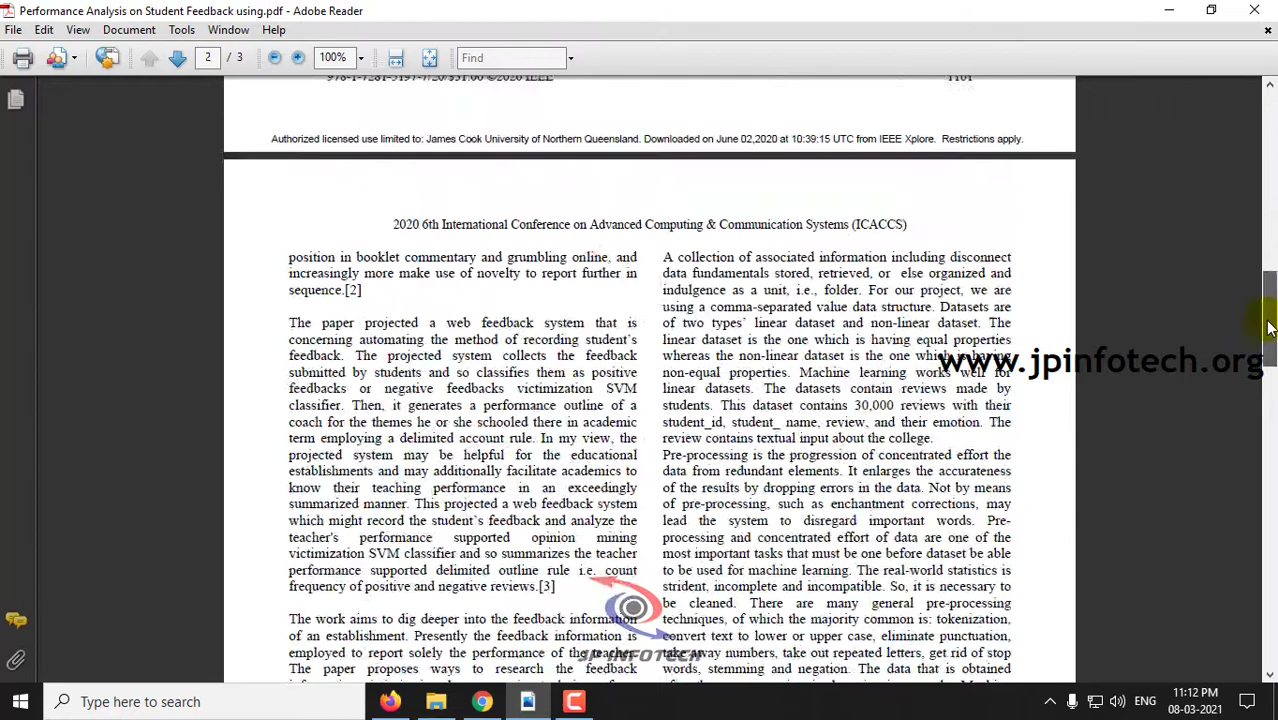 Performance Analysis on Student Feedback using.pdf - Adobe Reader
File Edit View Document Tools Window Help
2 / 3 100% Find
978-1-7281-5197-7/20/$31.00 ©2020 IEEE 1101
Authorized licensed use limited to: James Cook University of Northern Queensland. Downloaded on June 02,2020 at 10:39:15 UTC from IEEE Xplore. Restrictions apply.
2020 6th International Conference on Advanced Computing & Communication Systems (ICACCS)
position in booklet commentary and grumbling online, and
increasingly more make use of novelty to report further in
sequence.[2]
The paper projected a web feedback system that is
concerning automating the method of recording student's
feedback. The projected system collects the feedback
submitted by students and so classifies them as positive
feedbacks or negative feedbacks victimization SVM
classifier. Then, it generates a performance outline of a
coach for the themes he or she schooled there in academic
term employing a delimited account rule. In my view, the
projected system may be helpful for the educational
establishments and may additionally facilitate academics to
know their teaching performance in an exceedingly
summarized manner. This projected a web feedback system
which might record the student's feedback and analyze the
teacher's performance supported opinion mining
victimization SVM classifier and so summarizes the teacher
performance supported delimited outline rule i.e. count
frequency of positive and negative reviews.[3]
The work aims to dig deeper into the feedback information
of an establishment. Presently the feedback information is
employed to report solely the performance of the teacher.
The paper proposes ways to research the feedback
A collection of associated information including disconnect
data fundamentals stored, retrieved, or else organized and
indulgence as a unit, i.e., folder. For our project, we are
using a comma-separated value data structure. Datasets are
of two types' linear dataset and non-linear dataset. The
linear dataset is the one which is having equal properties
whereas the non-linear dataset is the one which is having
non-equal properties. Machine learning works well for
linear datasets. The datasets contain reviews made by
students. This dataset contains 30,000 reviews with their
student_id, student_ name, review, and their emotion. The
review contains textual input about the college.
Pre-processing is the progression of concentrated effort the
data from redundant elements. It enlarges the accurateness
of the results by dropping errors in the data. Not by means
of pre-processing, such as enchantment corrections, may
lead the system to disregard important words. Pre-
processing and concentrated effort of data are one of the
most important tasks that must be one before dataset be able
to be used for machine learning. The real-world statistics is
strident, incomplete and incompatible. So, it is necessary to
be cleaned. There are many general pre-processing
techniques, of which the majority common is: tokenization,
convert text to lower or upper case, eliminate punctuation,
take away numbers, take out repeated letters, get rid of stop
words, stemming and negation. The data that is obtained
www.jpinfotech.org
JP INFOTECH
Type here to search
ENG
11:12 PM
08-03-2021